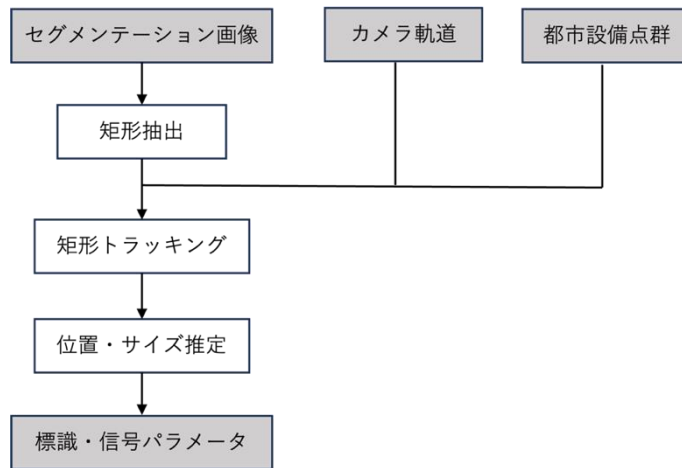 セグメンテーション画像
カメラ軌道
都市設備点群
矩形抽出
矩形トラッキング
位置・サイズ推定
標識・信号パラメータ